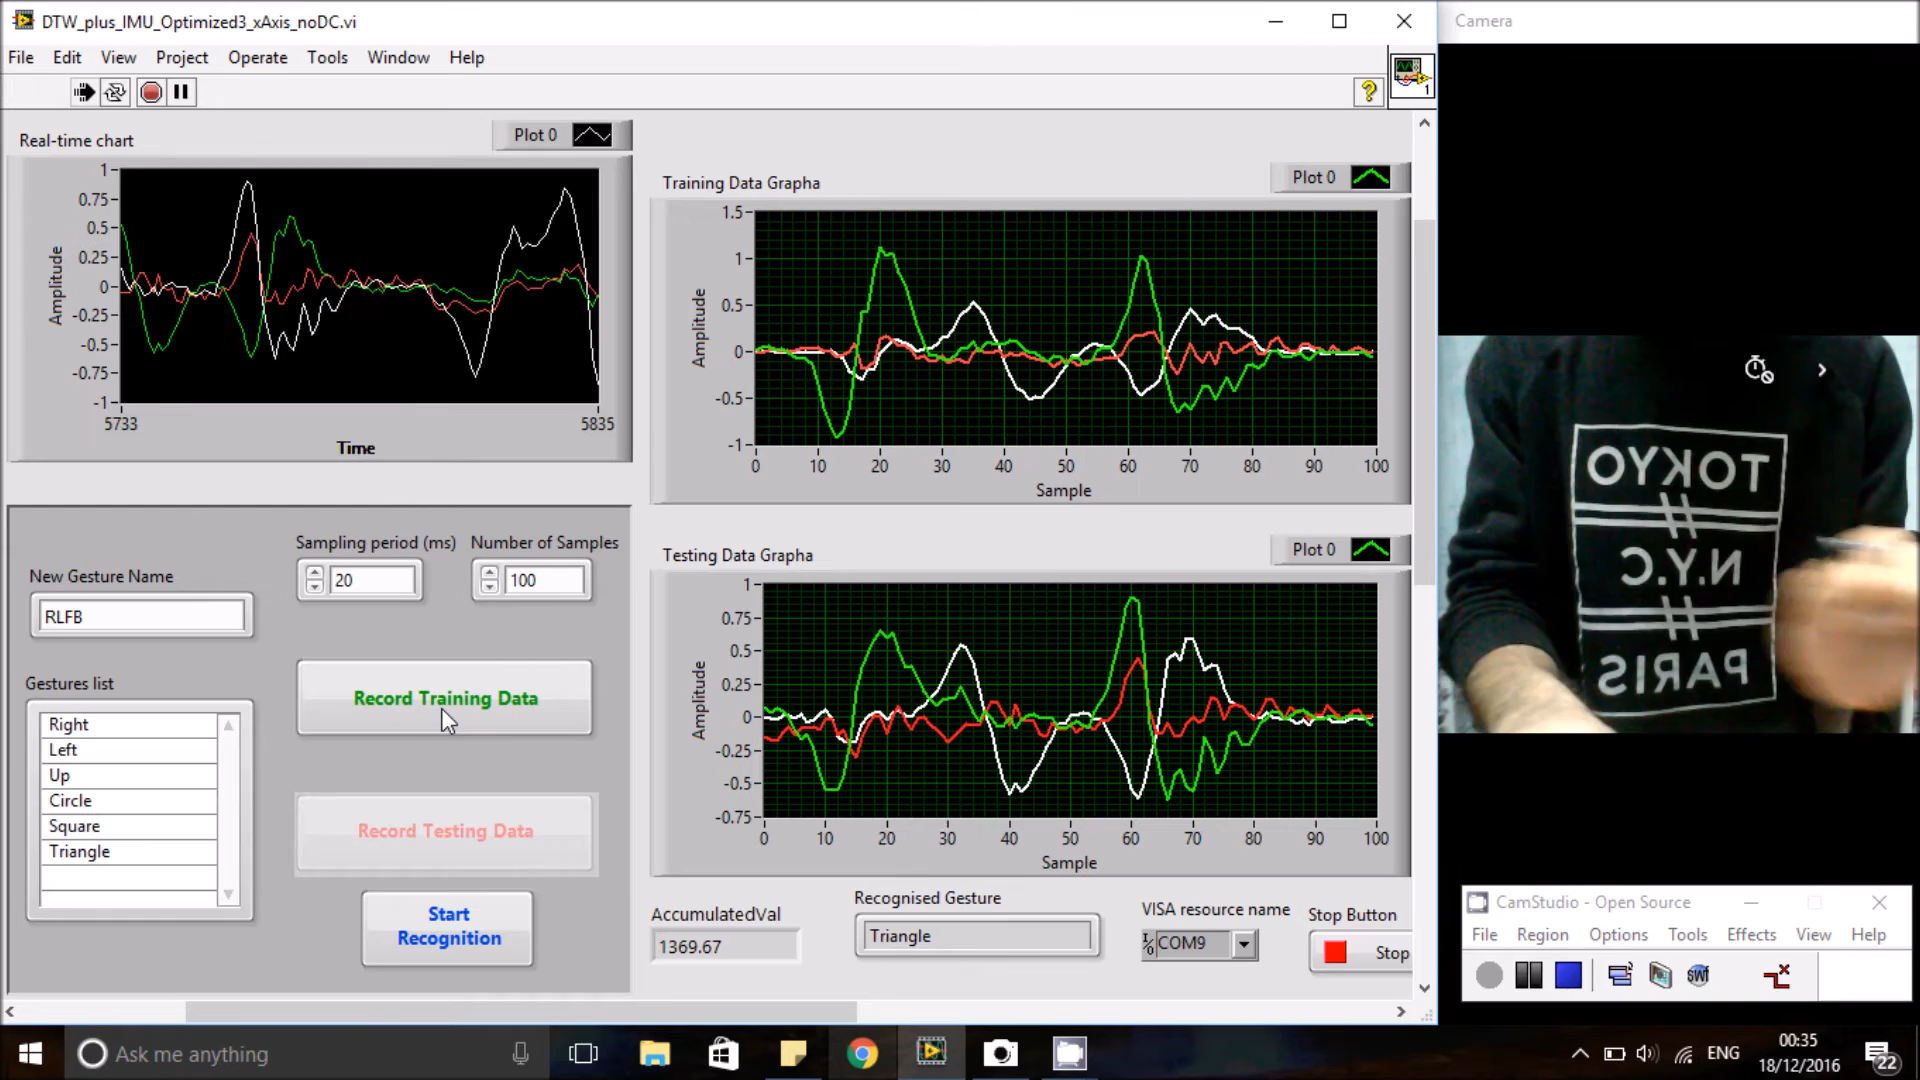 DTW_plus_IMU_Optimized3_xAxis_noDC.vi
Camera
File Edit View Project Operate Tools Window Help
1
Real-time chart
Plot 0
1
0.75
0.5
0.25
0
-0.25
-0.5
-0.75
-1
Amplitude
5733 5835
Time
Training Data Grapha
Plot 0
1.5
1
0.5
0
-0.5
-1
Amplitude
0 10 20 30 40 50 60 70 80 90 100
Sample
TOKYO
//
N.Y.C
//
PARIS
Sampling period (ms) Number of Samples
20 100
New Gesture Name
RLFB
Gestures list
Right
Left
Up
Circle
Square
Triangle
Record Training Data
Record Testing Data
Start
Recognition
Testing Data Grapha
Plot 0
1
0.75
0.5
0.25
0
-0.25
-0.5
-0.75
Amplitude
0 10 20 30 40 50 60 70 80 90 100
Sample
AccumulatedVal
1369.67
Recognised Gesture
Triangle
VISA resource name
COM9
Stop Button
Stop
CamStudio - Open Source
File Region Options Tools Effects View Help
swf
Ask me anything
ENG
00:35
18/12/2016
22